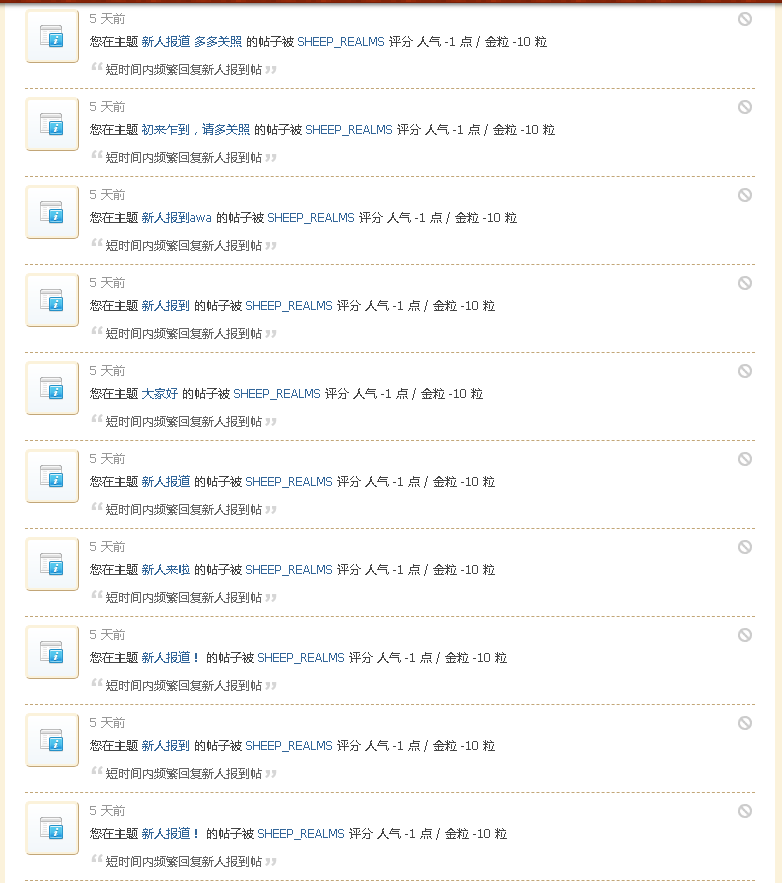 5 天前
您在主题 新人报道 多多关照 的帖子被 SHEEP_REALMS 评分 人气 -1 点 / 金粒 -10 粒
“ 短时间内频繁回复新人报到帖 ”
5 天前
您在主题 初来乍到，请多关照 的帖子被 SHEEP_REALMS 评分 人气 -1 点 / 金粒 -10 粒
“ 短时间内频繁回复新人报到帖 ”
5 天前
您在主题 新人报到awa 的帖子被 SHEEP_REALMS 评分 人气 -1 点 / 金粒 -10 粒
“ 短时间内频繁回复新人报到帖 ”
5 天前
您在主题 新人报到 的帖子被 SHEEP_REALMS 评分 人气 -1 点 / 金粒 -10 粒
“ 短时间内频繁回复新人报到帖 ”
5 天前
您在主题 大家好 的帖子被 SHEEP_REALMS 评分 人气 -1 点 / 金粒 -10 粒
“ 短时间内频繁回复新人报到帖 ”
5 天前
您在主题 新人报道 的帖子被 SHEEP_REALMS 评分 人气 -1 点 / 金粒 -10 粒
“ 短时间内频繁回复新人报到帖 ”
5 天前
您在主题 新人来啦 的帖子被 SHEEP_REALMS 评分 人气 -1 点 / 金粒 -10 粒
“ 短时间内频繁回复新人报到帖 ”
5 天前
您在主题 新人报道！ 的帖子被 SHEEP_REALMS 评分 人气 -1 点 / 金粒 -10 粒
“ 短时间内频繁回复新人报到帖 ”
5 天前
您在主题 新人报到 的帖子被 SHEEP_REALMS 评分 人气 -1 点 / 金粒 -10 粒
“ 短时间内频繁回复新人报到帖 ”
5 天前
您在主题 新人报道！ 的帖子被 SHEEP_REALMS 评分 人气 -1 点 / 金粒 -10 粒
“ 短时间内频繁回复新人报到帖 ”